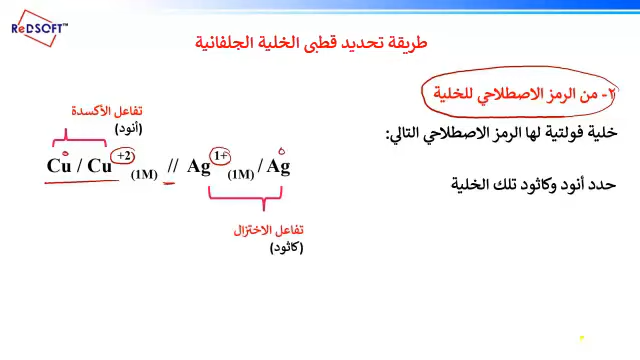 ReDSOFT™
طريقة تحديد قطبى الخلية الجلفانية
٢- من الرمز الاصطلاحي للخلية
خلية فولتية لها الرمز الاصطلاحي التالي:
تفاعل الأكسدة
(أنود)
Cu° / Cu +2 (1M) // Ag 1+ (1M) / Ag°
حدد أنود وكاثود تلك الخلية
تفاعل الاختزال
(كاثود)